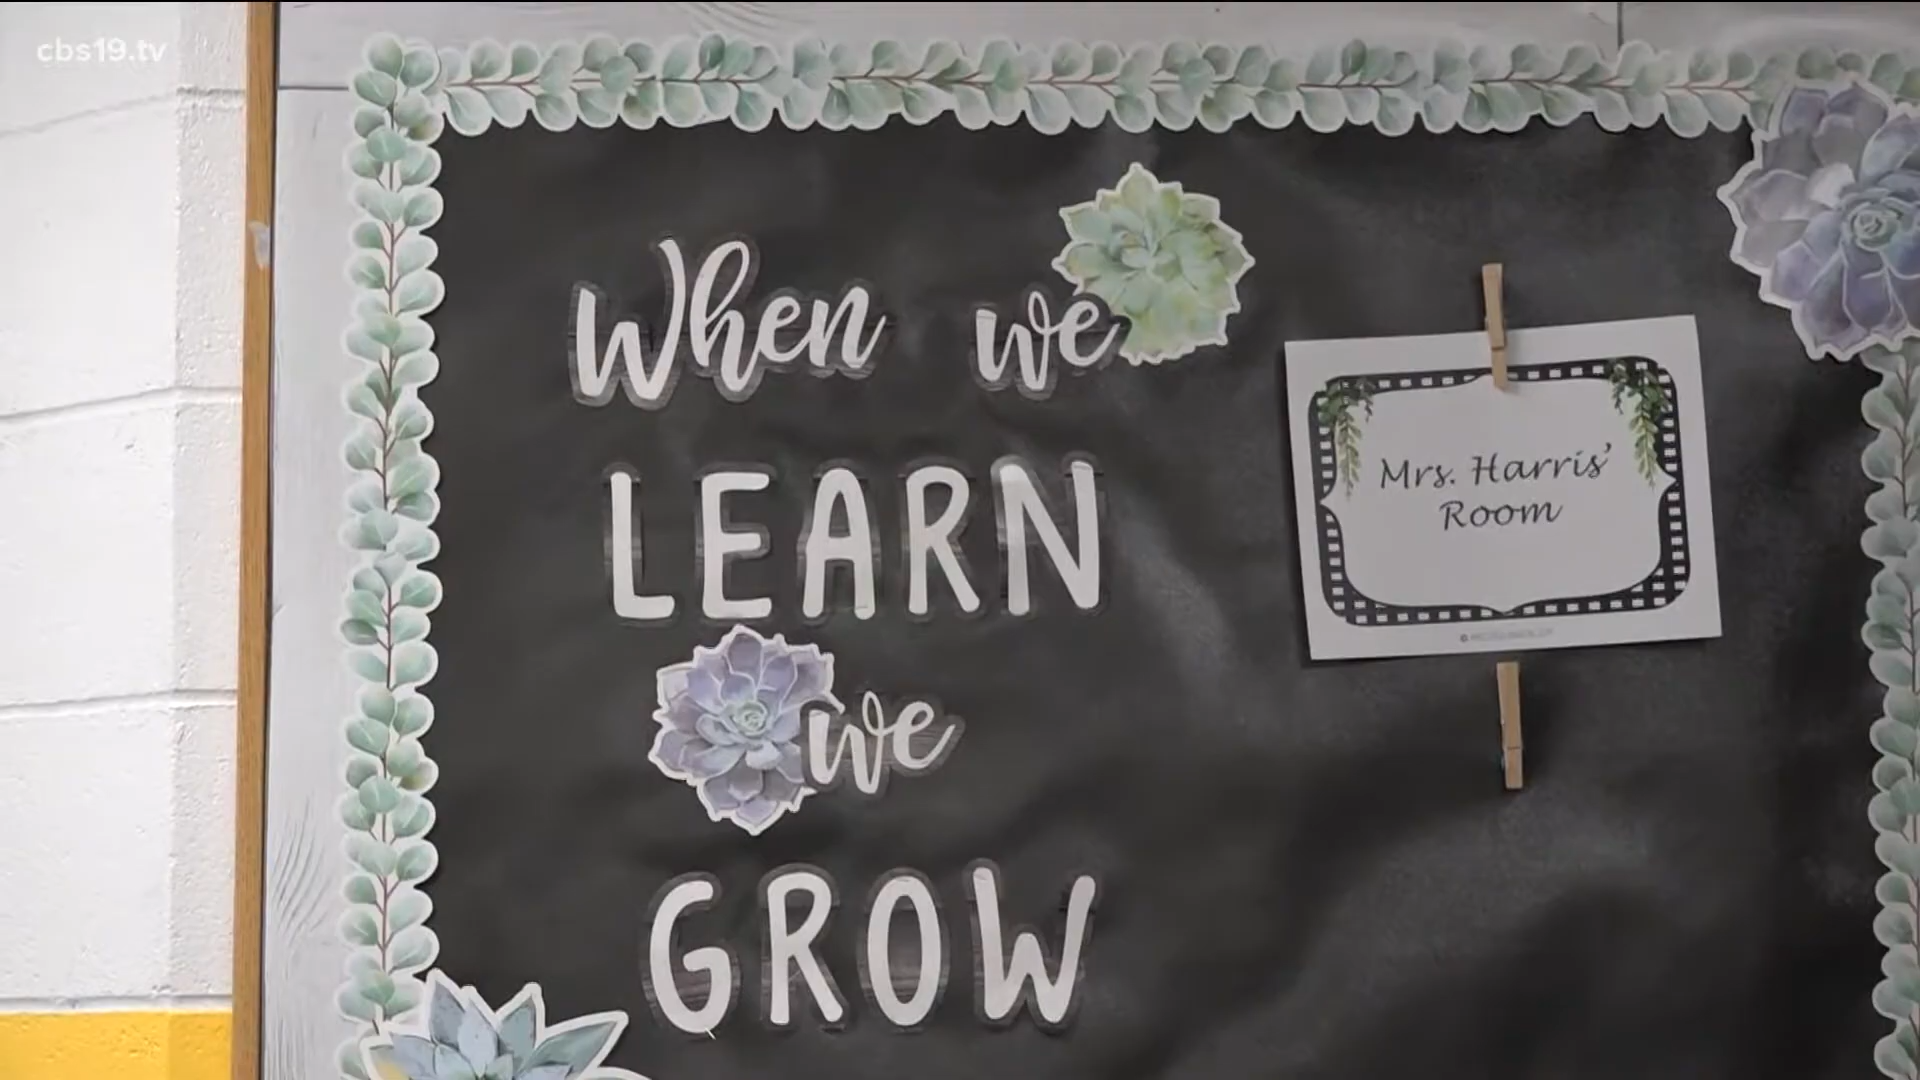 cbs19.tv
When we
LEARN
we
GROW
Mrs. Harris'
Room